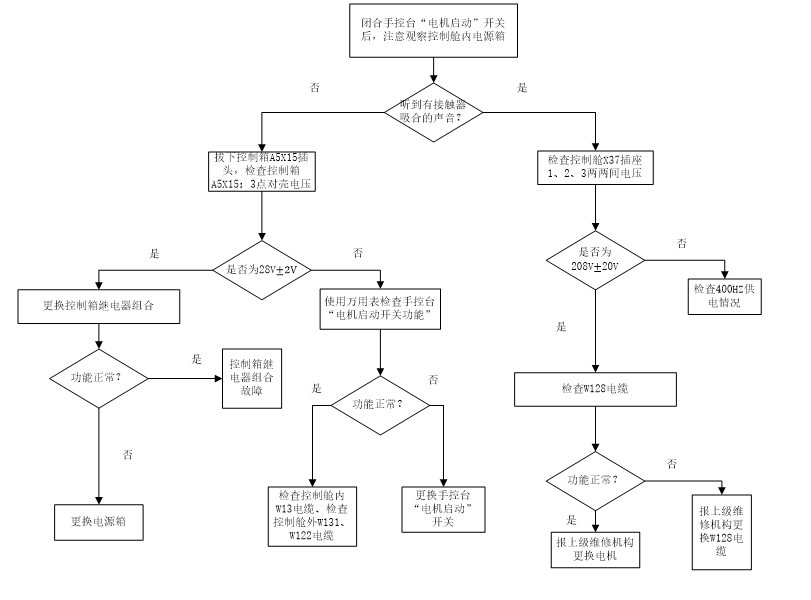 闭合手控台“电机启动”开关
后，注意观察控制舱内电源箱
否
是
听到有接触器
吸合的声音？
拔下控制箱A5X15插
头，检查控制箱
A5X15；3点对壳电压
检查控制舱X37插座
1、2、3两两间电压
是
是否为28V±2V
否
是否为
208V±20V
否
更换控制箱继电器组合
使用万用表检查手控台
“电机启动开关功能”
检查400HZ供
电情况
是
功能正常？
是
控制箱继
电器组合
故障
是
功能正常？
否
检查W128电缆
否
功能正常？
否
更换电源箱
检查控制舱内
W13电缆、检查
控制舱外W131、
W122电缆
更换手控台
“电机启动”
开关
是
报上级维修机构
更换电机
报上级维
修机构更
换W128电
缆